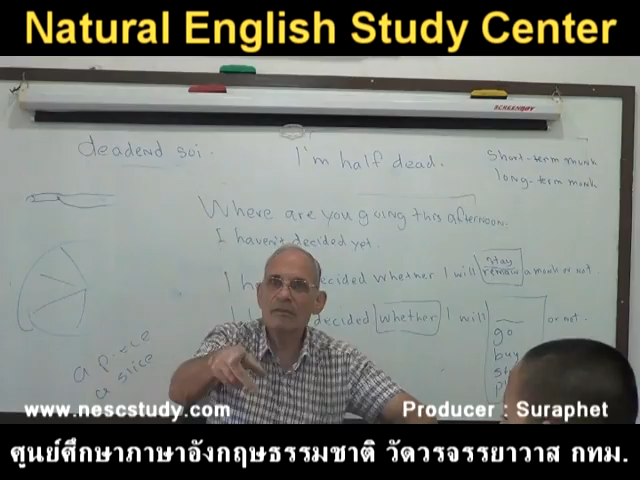 Natural English Study Center
SCREENBOY
deadend soi.
I'm half dead.
short-term monk
long-term monk
Where are you going this afternoon.
I haven't decided yet.
stay
I decided whether I will remain a monk or not
decided whether I will or not.
go
buy
a slice
www.nescstudy.com
Producer : Suraphet
ศูนย์ศึกษาภาษาอังกฤษธรรมชาติ วัดวรจรรยาวาส กทม.